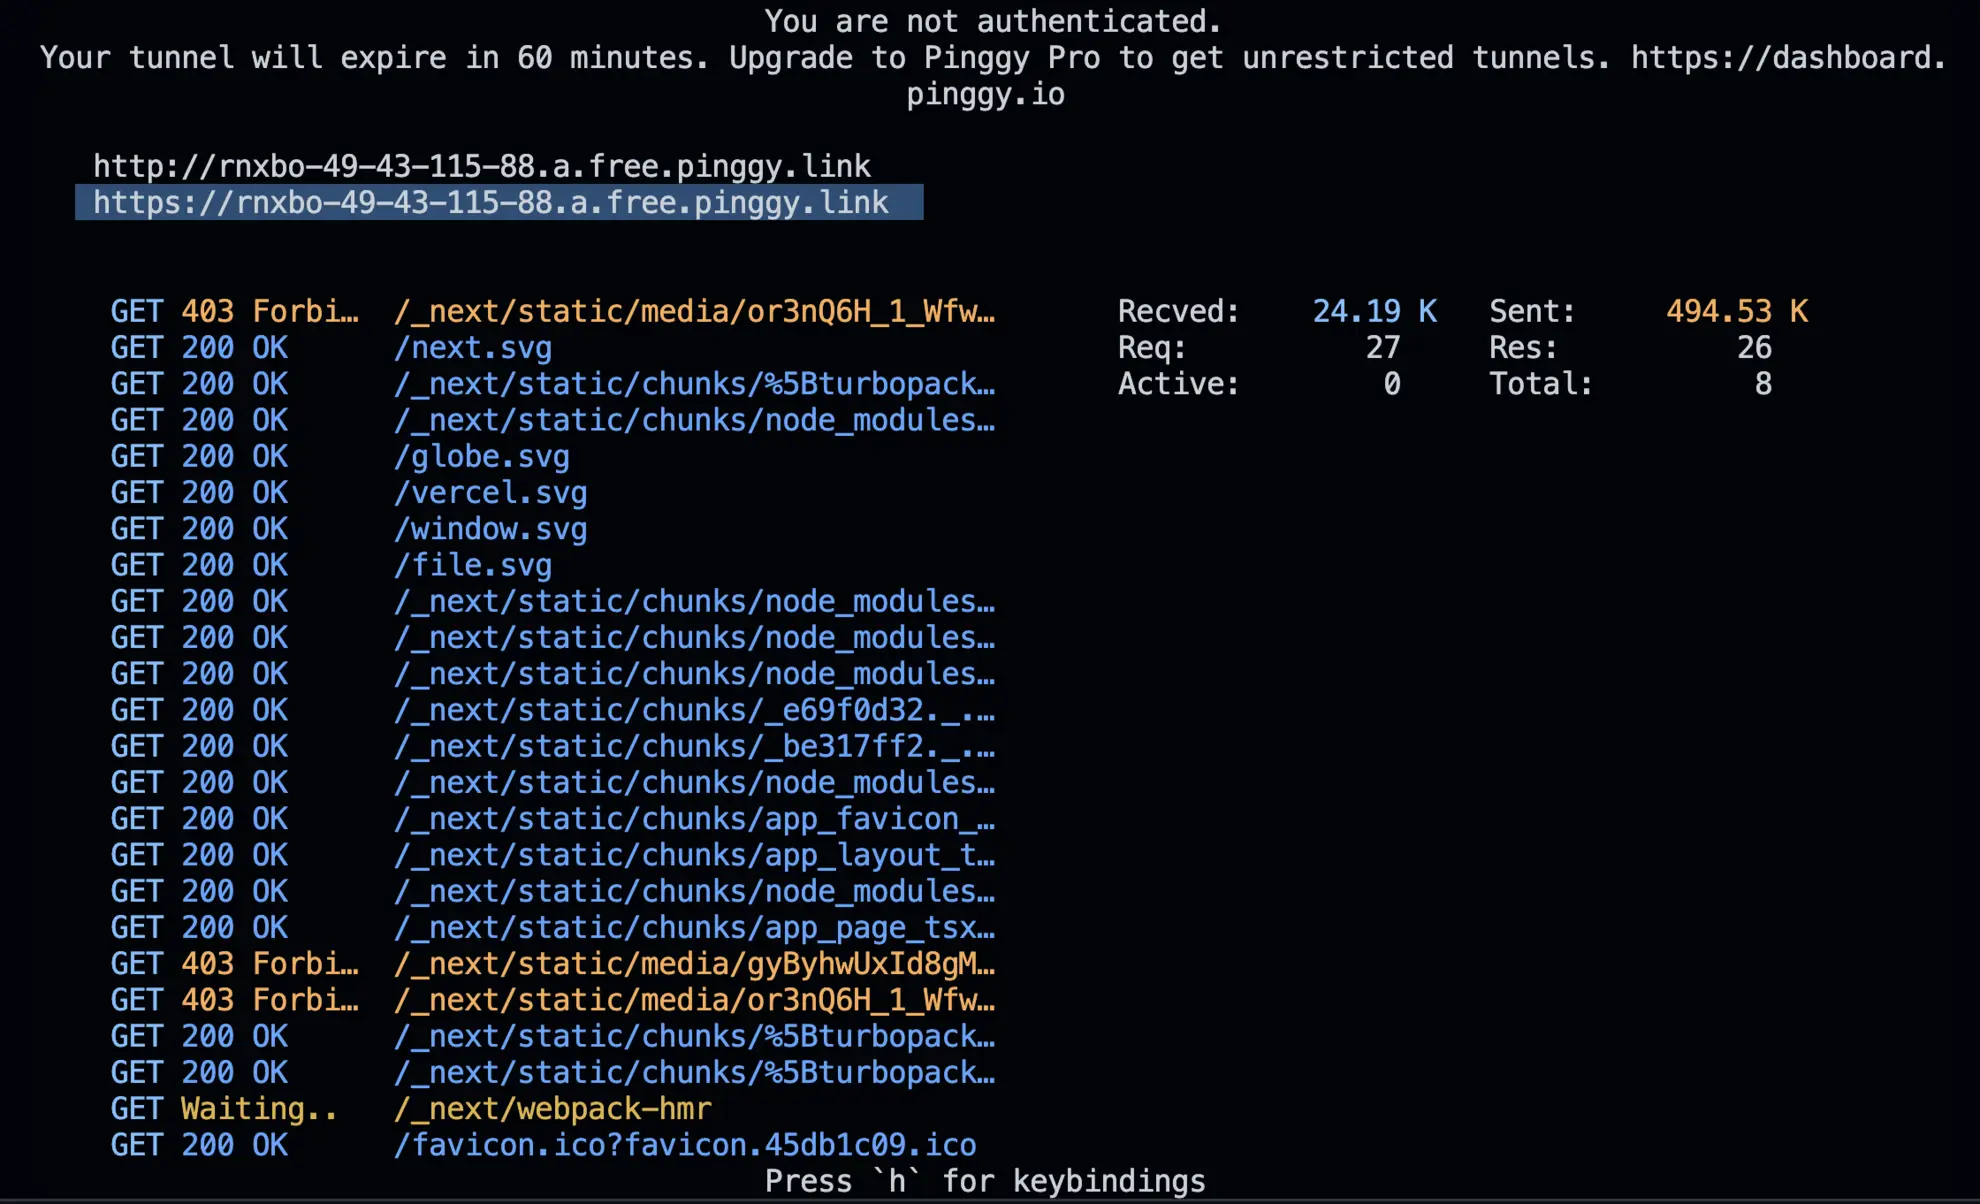 You are not authenticated.
Your tunnel will expire in 60 minutes. Upgrade to Pinggy Pro to get unrestricted tunnels. https://dashboard.
pinggy.io
http://rnxbo-49-43-115-88.a.free.pinggy.link
https://rnxbo-49-43-115-88.a.free.pinggy.link
GET 403 Forbi… /_next/static/media/or3nQ6H_1_Wfw… Recved: 24.19 K Sent: 494.53 K
GET 200 OK /next.svg Req: 27 Res: 26
GET 200 OK /_next/static/chunks/%5Bturbopack… Active: 0 Total: 8
GET 200 OK /_next/static/chunks/node_modules…
GET 200 OK /globe.svg
GET 200 OK /vercel.svg
GET 200 OK /window.svg
GET 200 OK /file.svg
GET 200 OK /_next/static/chunks/node_modules…
GET 200 OK /_next/static/chunks/node_modules…
GET 200 OK /_next/static/chunks/node_modules…
GET 200 OK /_next/static/chunks/_e69f0d32._.…
GET 200 OK /_next/static/chunks/_be317ff2._.…
GET 200 OK /_next/static/chunks/node_modules…
GET 200 OK /_next/static/chunks/app_favicon_…
GET 200 OK /_next/static/chunks/app_layout_t…
GET 200 OK /_next/static/chunks/node_modules…
GET 200 OK /_next/static/chunks/app_page_tsx…
GET 403 Forbi… /_next/static/media/gyByhwUxId8gM…
GET 403 Forbi… /_next/static/media/or3nQ6H_1_Wfw…
GET 200 OK /_next/static/chunks/%5Bturbopack…
GET 200 OK /_next/static/chunks/%5Bturbopack…
GET Waiting.. /_next/webpack-hmr
GET 200 OK /favicon.ico?favicon.45db1c09.ico
Press `h` for keybindings